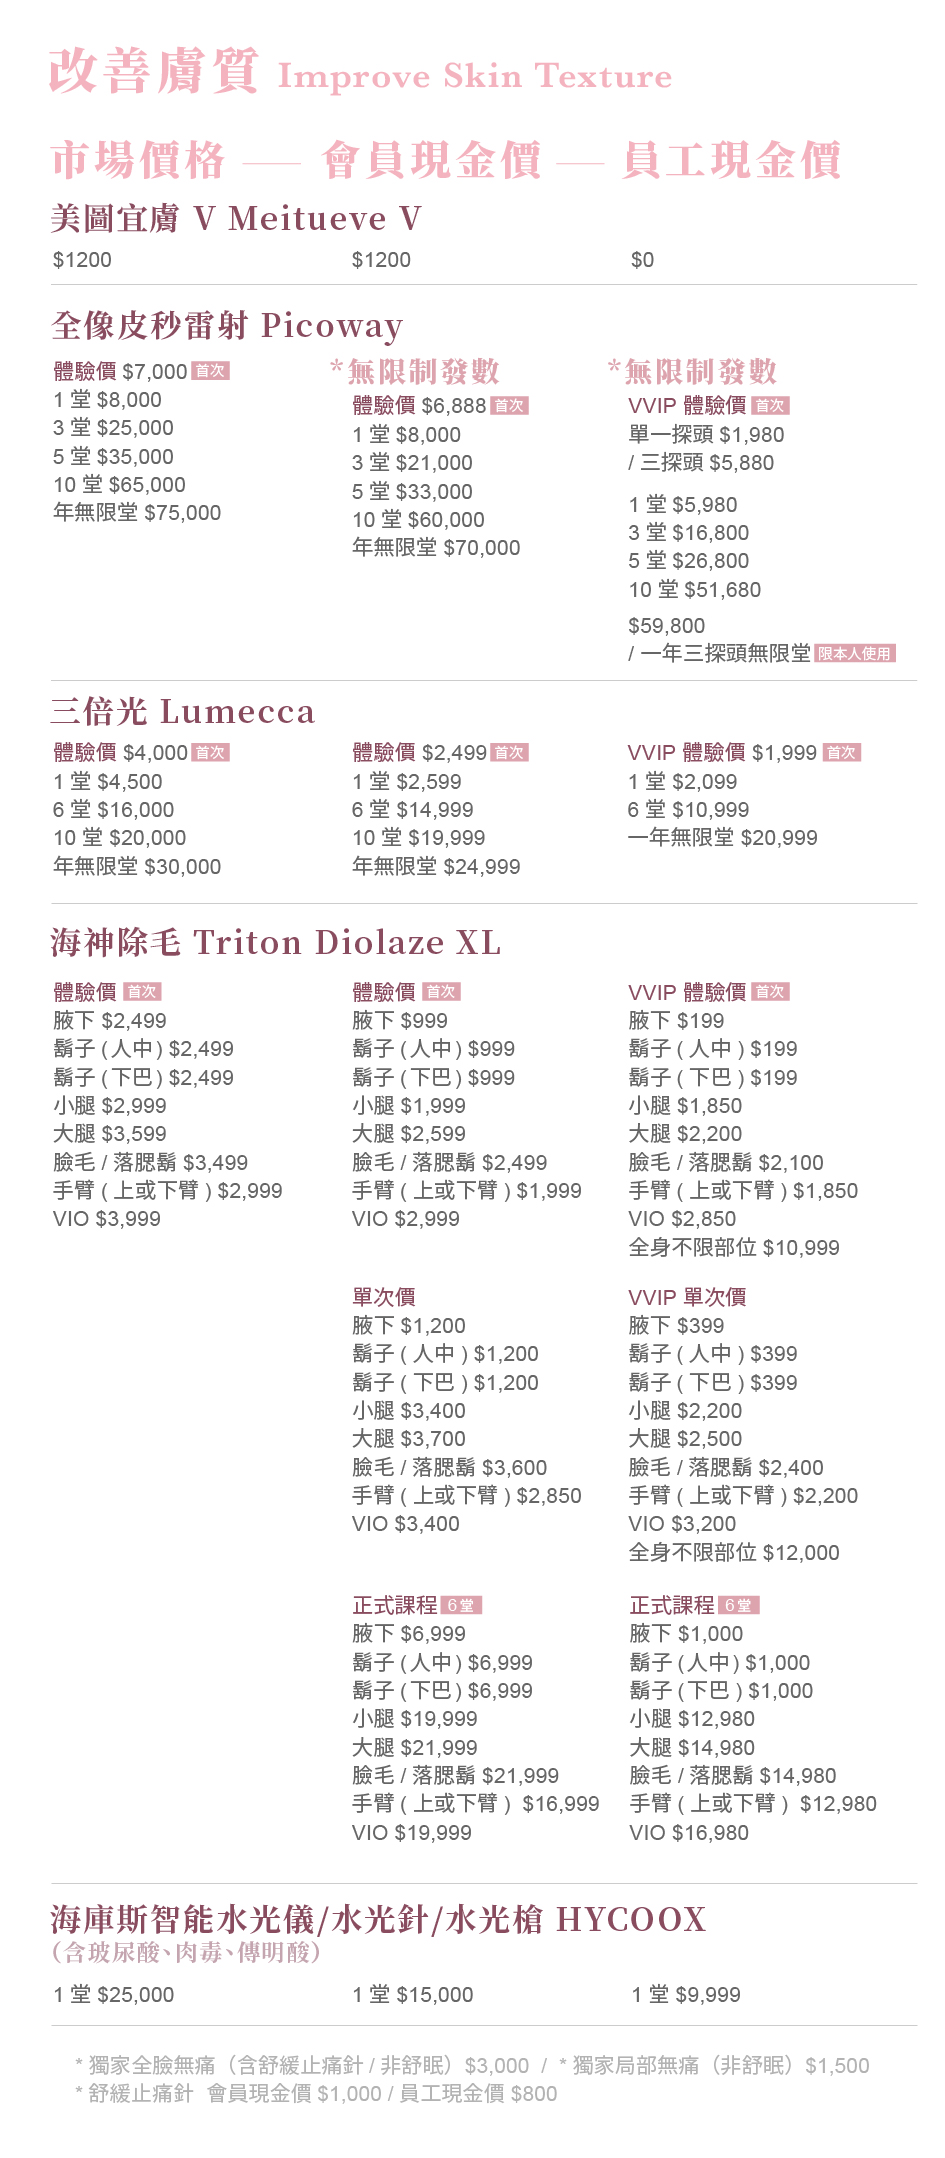 改善膚質 Improve Skin Texture
市場價格 — 會員現金價 — 員工現金價
美圖宜膚 V Meitueve V
$1200 $1200 $0
全像皮秒雷射 Picoway
體驗價 $7,000 首次
1 堂 $8,000
3 堂 $25,000
5 堂 $35,000
10 堂 $65,000
年無限堂 $75,000
*無限制發數
體驗價 $6,888 首次
1 堂 $8,000
3 堂 $21,000
5 堂 $33,000
10 堂 $60,000
年無限堂 $70,000
*無限制發數
VVIP 體驗價 首次
單一探頭 $1,980
/ 三探頭 $5,880
1 堂 $5,980
3 堂 $16,800
5 堂 $26,800
10 堂 $51,680
$59,800
/ 一年三探頭無限堂 限本人使用
三倍光 Lumecca
體驗價 $4,000 首次
1 堂 $4,500
6 堂 $16,000
10 堂 $20,000
年無限堂 $30,000
體驗價 $2,499 首次
1 堂 $2,599
6 堂 $14,999
10 堂 $19,999
年無限堂 $24,999
VVIP 體驗價 $1,999 首次
1 堂 $2,099
6 堂 $10,999
一年無限堂 $20,999
海神除毛 Triton Diolaze XL
體驗價 首次
腋下 $2,499
鬍子 (人中) $2,499
鬍子 (下巴) $2,499
小腿 $2,999
大腿 $3,599
臉毛 / 落腮鬍 $3,499
手臂 ( 上或下臂 ) $2,999
VIO $3,999
體驗價 首次
腋下 $999
鬍子 (人中) $999
鬍子 (下巴) $999
小腿 $1,999
大腿 $2,599
臉毛 / 落腮鬍 $2,499
手臂 ( 上或下臂 ) $1,999
VIO $2,999
VVIP 體驗價 首次
腋下 $199
鬍子 ( 人中 ) $199
鬍子 ( 下巴 ) $199
小腿 $1,850
大腿 $2,200
臉毛 / 落腮鬍 $2,100
手臂 ( 上或下臂 ) $1,850
VIO $2,850
全身不限部位 $10,999
單次價
腋下 $1,200
鬍子 ( 人中 ) $1,200
鬍子 ( 下巴 ) $1,200
小腿 $3,400
大腿 $3,700
臉毛 / 落腮鬍 $3,600
手臂 ( 上或下臂 ) $2,850
VIO $3,400
VVIP 單次價
腋下 $399
鬍子 ( 人中 ) $399
鬍子 ( 下巴 ) $399
小腿 $2,200
大腿 $2,500
臉毛 / 落腮鬍 $2,400
手臂 ( 上或下臂 ) $2,200
VIO $3,200
全身不限部位 $12,000
正式課程 6 堂
腋下 $6,999
鬍子 (人中) $6,999
鬍子 (下巴) $6,999
小腿 $19,999
大腿 $21,999
臉毛 / 落腮鬍 $21,999
手臂 ( 上或下臂 ) $16,999
VIO $19,999
正式課程 6 堂
腋下 $1,000
鬍子 (人中) $1,000
鬍子 (下巴 ) $1,000
小腿 $12,980
大腿 $14,980
臉毛 / 落腮鬍 $14,980
手臂 ( 上或下臂 ) $12,980
VIO $16,980
海庫斯智能水光儀/水光針/水光槍 HYCOOX
（含玻尿酸、肉毒、傳明酸）
1 堂 $25,000 1 堂 $15,000 1 堂 $9,999
* 獨家全臉無痛（含舒緩止痛針 / 非舒眠）$3,000 / * 獨家局部無痛（非舒眠）$1,500
* 舒緩止痛針 會員現金價 $1,000 / 員工現金價 $800